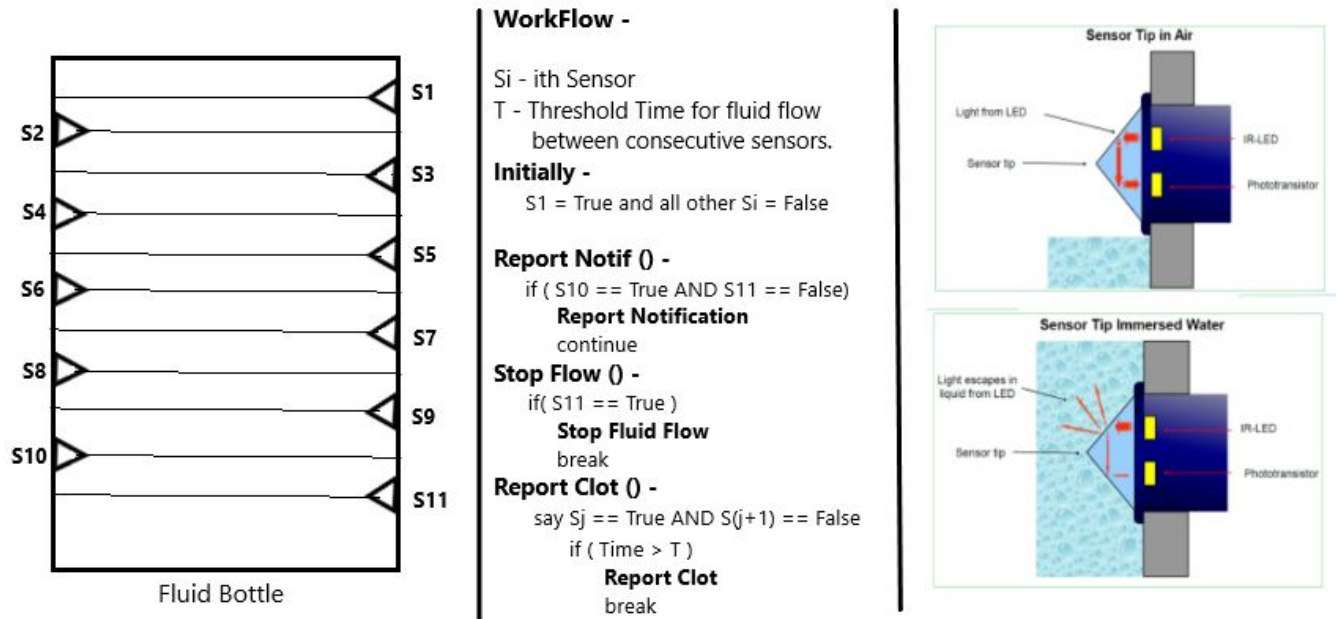 S1
S2
S3
S4
S5
S6
S7
S8
S9
S10
S11
Fluid Bottle
WorkFlow -
Si - ith Sensor
T - Threshold Time for fluid flow
between consecutive sensors.
Initially -
S1 = True and all other Si = False
Report Notif () -
if ( S10 == True AND S11 == False)
Report Notification
continue
Stop Flow () -
if( S11 == True )
Stop Fluid Flow
break
Report Clot () -
say Sj == True AND S(j+1) == False
if ( Time > T )
Report Clot
break
Sensor Tip in Air
Light from LED
Sensor tip
IR-LED
Phototransistor
Sensor Tip Immersed Water
Light escapes in
liquid from LED
Sensor tip
IR-LED
Phototransistor